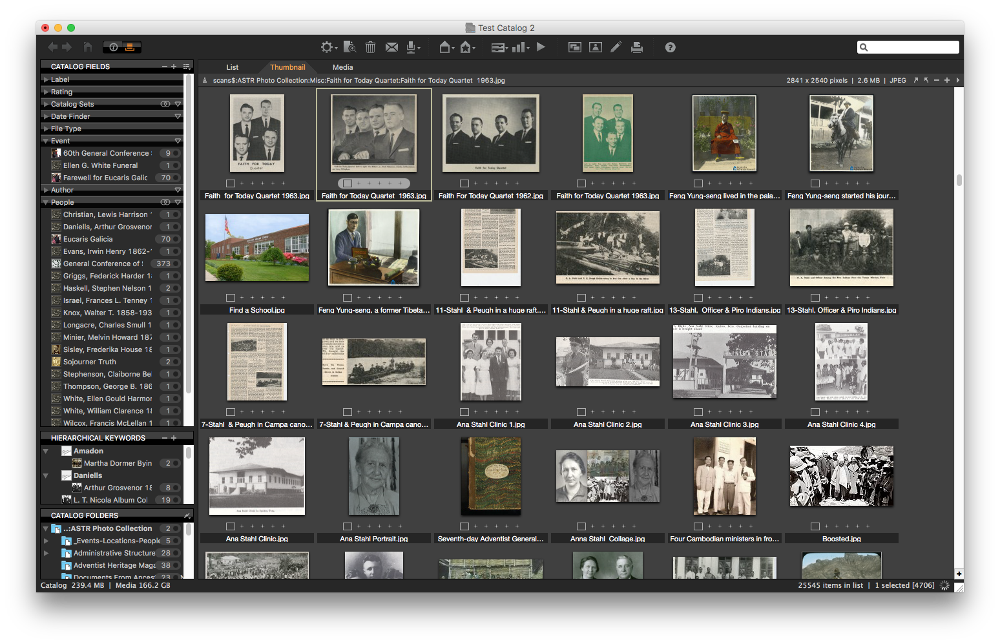 Test Catalog 2
CATALOG FIELDS
Label
Rating
Catalog Sets
Date Finder
File Type
Event
60th General Conference 9
Ellen G. White Funeral 1
Farewell for Eucaris Galic 70
Author
People
Christian, Lewis Harrison 1
Daniells, Arthur Grosvenor 1
Eucaris Galicia 70
Evans, Irwin Henry 1862- 1
General Conference of 373
Griggs, Federick Harder 1
Haskell, Stephen Nelson 1 2
Israel, Frances L. Tenney 1
Knox, Walter T. 1858-193 1
Longacre, Charles Smull 1
Minier, Melvin Howard 187 1
Sisley, Frederika House 18 1
Sojourner Truth 2
Stephenson, Claiborne Be 1
Thompson, George B. 186 1
White, Ellen Gould Harmor 1
White, William Clarence 1
Wilcox, Francis McLellan 1
HIERARCHICAL KEYWORDS
Amadon
Martha Dormer Byin 2
Daniells
Arthur Grosvenor 18 8
L. T. Nicola Album Col 19
CATALOG FOLDERS
..:ASTR Photo Collection 2
_Events-Locations-People 5
Administrative Structure 28
Adventist Heritage Maga 38
Documents From Ances 23
Catalog 239.4 MB | Media 166.2 GB
List Thumbnail Media
scans$:ASTR Photo Collection:Misc:Faith for Today Quartet:Faith for Today Quartet 1963.jpg
2841 x 2540 pixels | 2.6 MB | JPEG
FAITH FOR TODAY
Quartet
Faith for Today Quartet
Faith for Today Quartet 1963.jpg
Faith for Today Quartet 1963.jpg
Faith For Today Quartet 1962.jpg
Faith for Today Quartet 1963.jpg
Feng Yung-seng lived in the pala...
Feng Yung-seng started his jour...
Find a School.jpg
Feng Yung-seng, a former Tibeta...
11-Stahl & Peugh in a huge raft....
11-Stahl & Peugh in a huge raft.jpg
13-Stahl, Officer & Piro Indians.jpg
13-Stahl, Officer & Piro Indians.jpg
7-Stahl & Peugh in Campa cano...
7-Stahl & Peugh in Campa cano...
Ana Stahl Clinic 1.jpg
Ana Stahl Clinic 2.jpg
Ana Stahl Clinic 3.jpg
Ana Stahl Clinic 4.jpg
Ana Stahl Clinic.jpg
Ana Stahl Portrait.jpg
Seventh-day Adventist General...
Anna Stahl Collage.jpg
Four Cambodian ministers in fro...
Boosted.jpg
25545 items in list | 1 selected [4706]